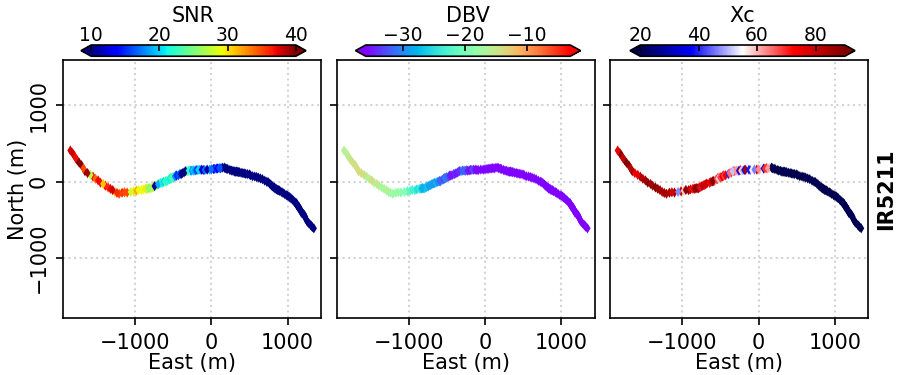 SNR DBV Xc
10 20 30 40 −30 −20 −10 20 40 60 80
1000
0
−1000
North (m)
−1000 0 1000 −1000 0 1000 −1000 0 1000
East (m) East (m) East (m)
IR5211